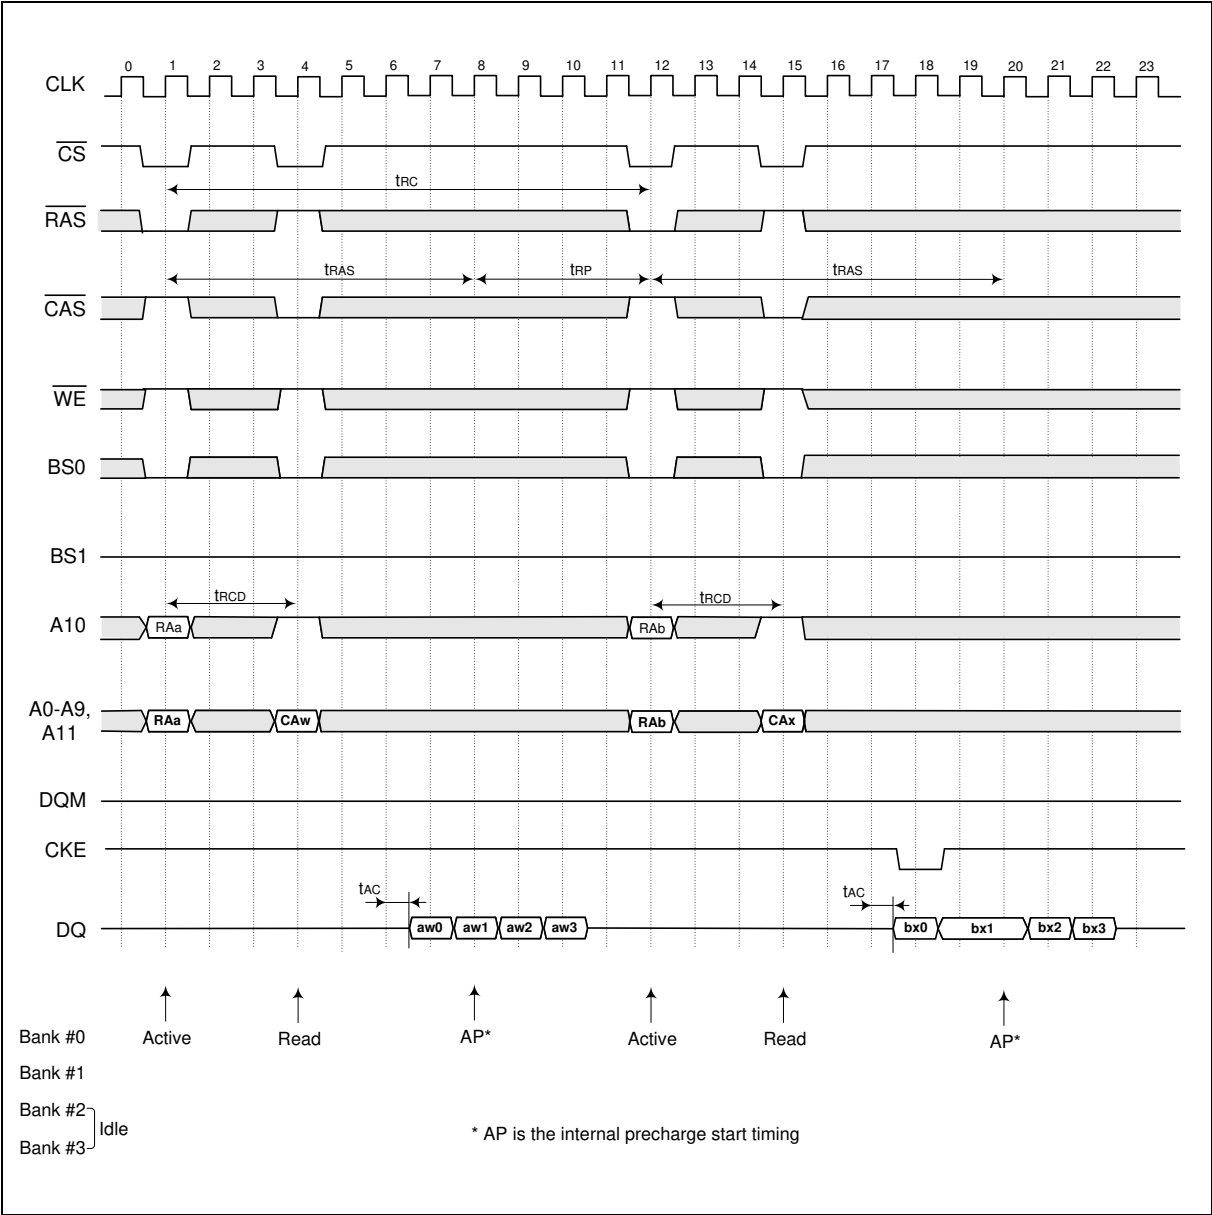 0 1 2 3 4 5 6 7 8 9 10 11 12 13 14 15 16 17 18 19 20 21 22 23
CLK
CS
tRC
RAS
tRAS tRP tRAS
CAS
WE
BS0
BS1
tRCD tRCD
A10 RAa RAb
A0-A9,
A11
RAa CAw RAb CAx
DQM
CKE
tAC tAC
DQ aw0 aw1 aw2 aw3 bx0 bx1 bx2 bx3
Bank #0 Active Read AP* Active Read AP*
Bank #1
Bank #2
Idle
Bank #3
* AP is the internal precharge start timing